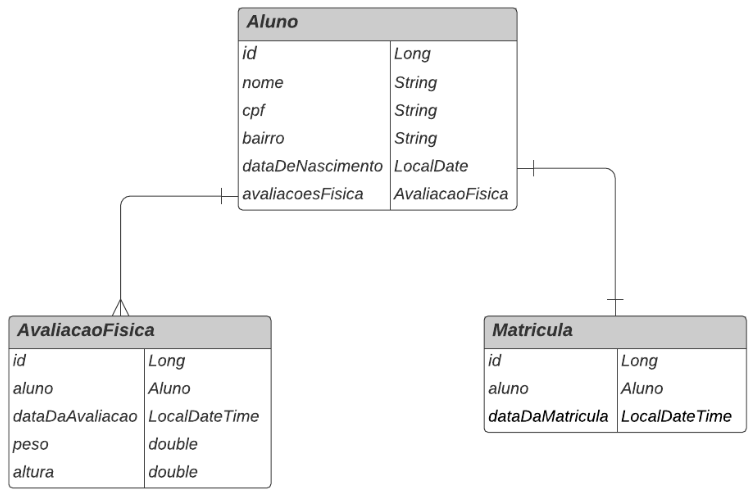 Aluno
id Long
nome String
cpf String
bairro String
dataDeNascimento LocalDate
avaliacoesFisica AvaliacaoFisica
AvaliacaoFisica
id Long
aluno Aluno
dataDaAvaliacao LocalDateTime
peso double
altura double
Matricula
id Long
aluno Aluno
dataDaMatricula LocalDateTime